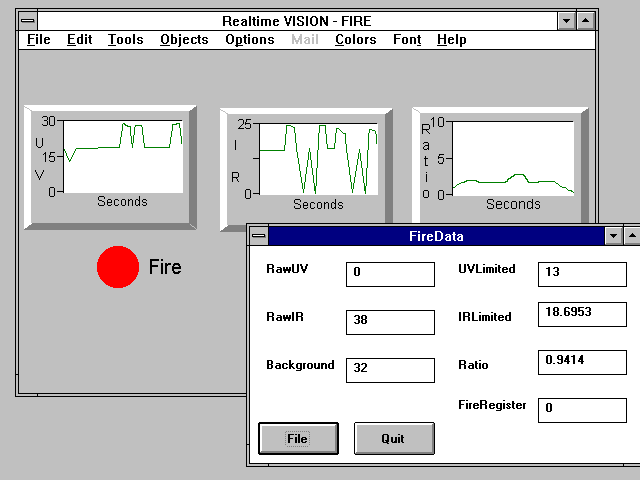 Realtime VISION - FIRE
File Edit Tools Objects Options Mail Colors Font Help
30
15
0
U
V
Seconds
25
0
I
R
Seconds
10
5
0
R
a
t
i
o
Seconds
Fire
FireData
RawUV 0 UVLimited 13
RawIR 38 IRLimited 18.6953
Background 32 Ratio 0.9414
FireRegister 0
File Quit